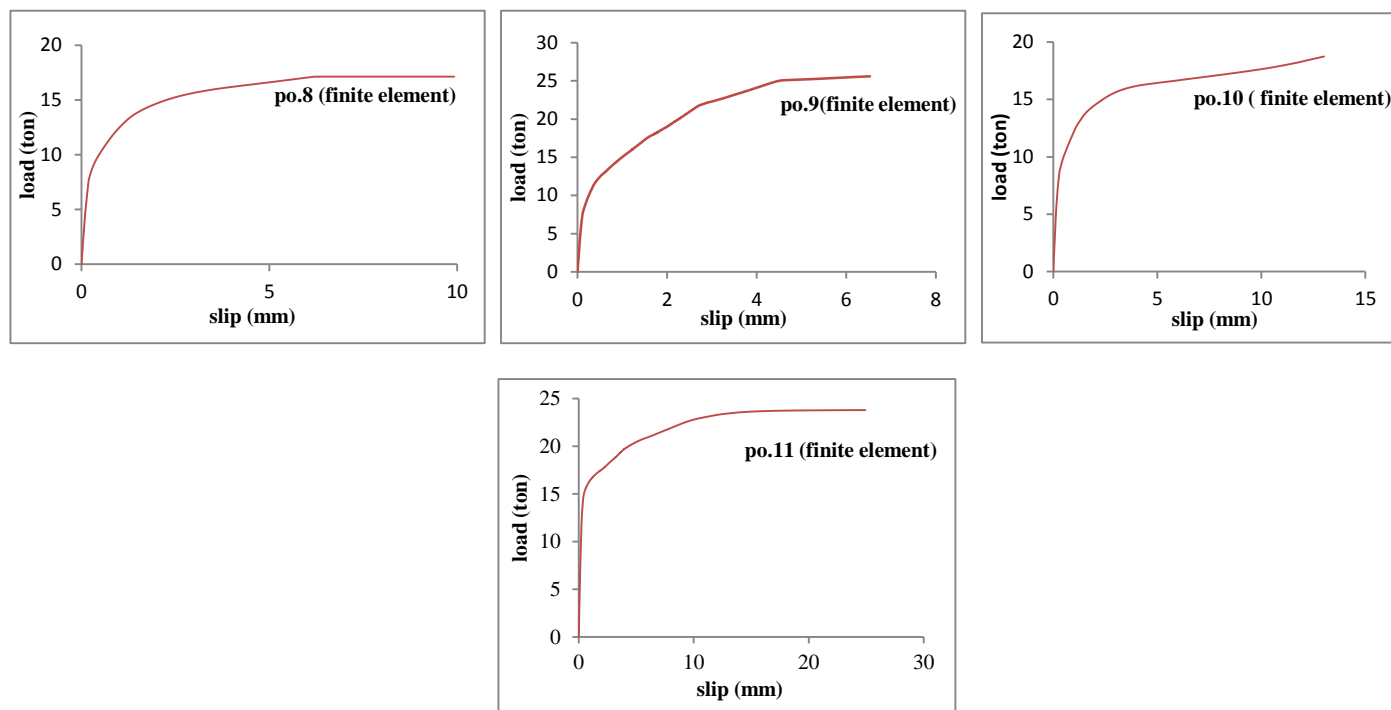 20
15
10
5
0
load (ton)
po.8 (finite element)
0 5 10
slip (mm)
30
25
20
15
10
5
0
load (ton)
po.9(finite element)
0 2 4 6 8
slip (mm)
20
15
10
5
0
load (ton)
po.10 ( finite element)
0 5 10 15
slip (mm)
25
20
15
10
5
0
load (ton)
po.11 (finite element)
0 10 20 30
slip (mm)